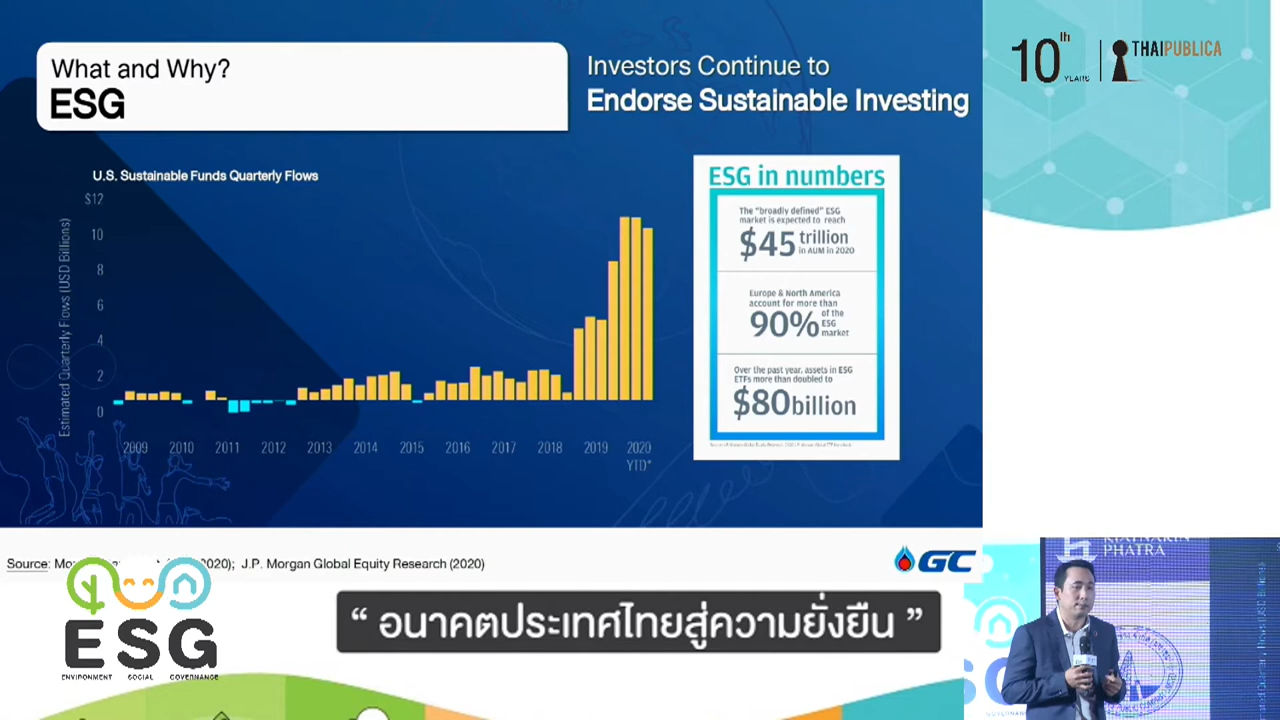 What and Why?
ESG
Investors Continue to
Endorse Sustainable Investing
10th
YEARS
THAIPUBLICA
U.S. Sustainable Funds Quarterly Flows
Estimated Quarterly Flows (USD Billions)
$12
10
8
6
4
2
0
2009 2010 2011 2012 2013 2014 2015 2016 2017 2018 2019 2020
YTD*
ESG in numbers
The "broadly defined" ESG
market is expected to reach
$45 trillion
in AUM in 2020
Europe & North America
account for more than
90% of the
ESG
market
Over the past year, assets in ESG
ETFs more than doubled to
$80 billion
Source: 2020); J.P. Morgan Global Equity Research (2020)
GC
ESG
ENVIRONMENT SOCIAL GOVERNANCE
PHATRA
“ ประเทศไทยสู่ความยั่งยืน ”